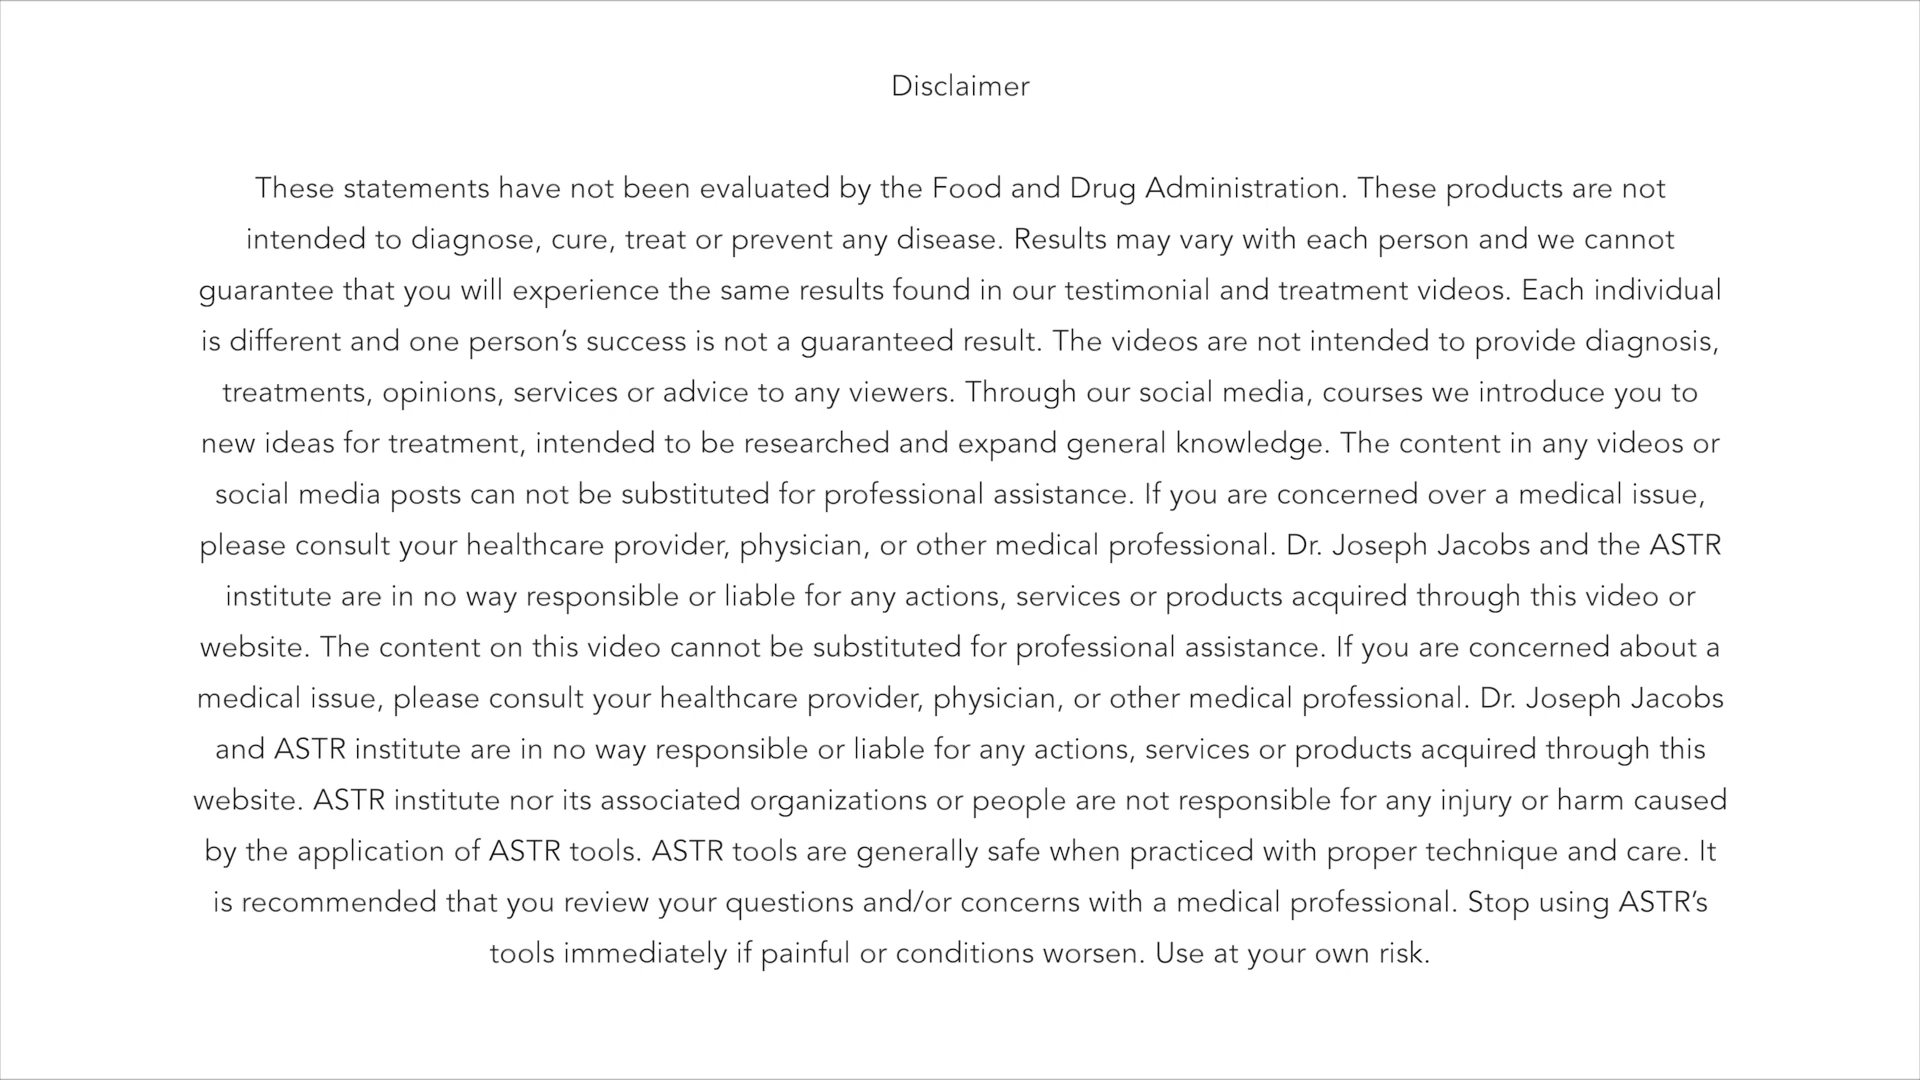 Disclaimer
These statements have not been evaluated by the Food and Drug Administration. These products are not
intended to diagnose, cure, treat or prevent any disease. Results may vary with each person and we cannot
guarantee that you will experience the same results found in our testimonial and treatment videos. Each individual
is different and one person’s success is not a guaranteed result. The videos are not intended to provide diagnosis,
treatments, opinions, services or advice to any viewers. Through our social media, courses we introduce you to
new ideas for treatment, intended to be researched and expand general knowledge. The content in any videos or
social media posts can not be substituted for professional assistance. If you are concerned over a medical issue,
please consult your healthcare provider, physician, or other medical professional. Dr. Joseph Jacobs and the ASTR
institute are in no way responsible or liable for any actions, services or products acquired through this video or
website. The content on this video cannot be substituted for professional assistance. If you are concerned about a
medical issue, please consult your healthcare provider, physician, or other medical professional. Dr. Joseph Jacobs
and ASTR institute are in no way responsible or liable for any actions, services or products acquired through this
website. ASTR institute nor its associated organizations or people are not responsible for any injury or harm caused
by the application of ASTR tools. ASTR tools are generally safe when practiced with proper technique and care. It
is recommended that you review your questions and/or concerns with a medical professional. Stop using ASTR’s
tools immediately if painful or conditions worsen. Use at your own risk.